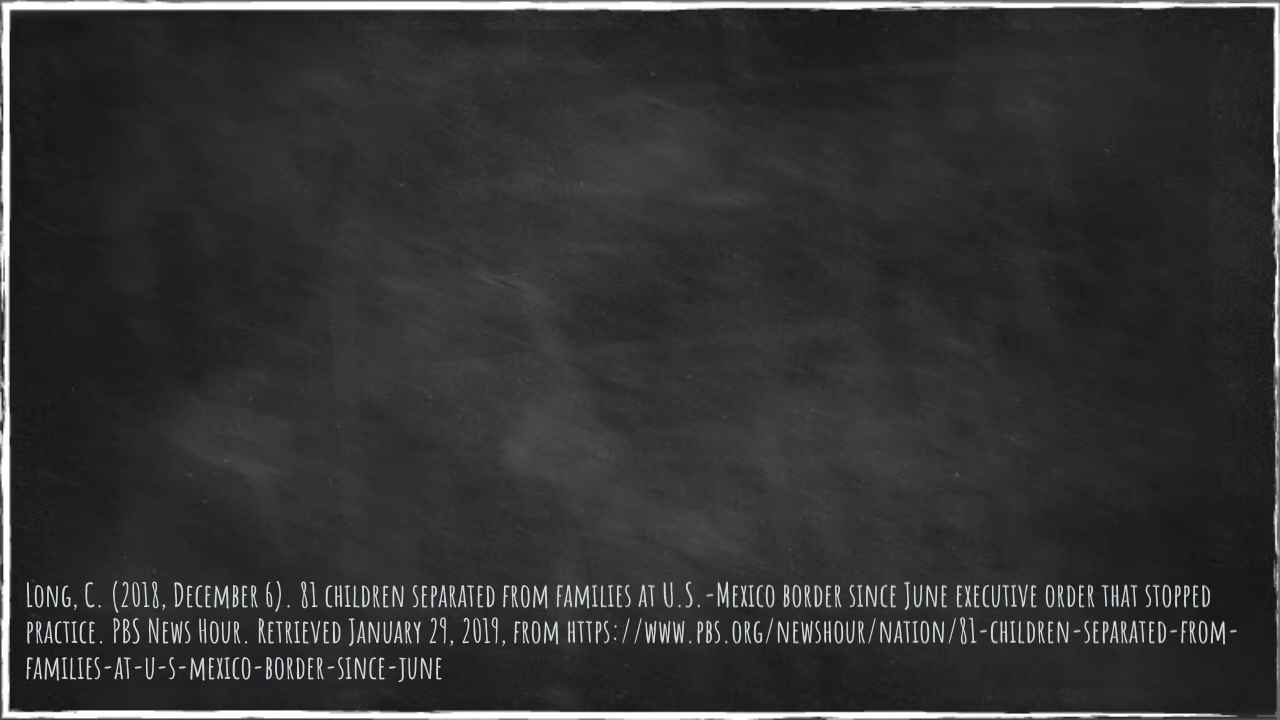 Long, C. (2018, December 6). 81 children separated from families at U.S.-Mexico border since June executive order that stopped
practice. PBS News Hour. Retrieved January 29, 2019, from https://www.pbs.org/newshour/nation/81-children-separated-from-
families-at-u-s-mexico-border-since-june